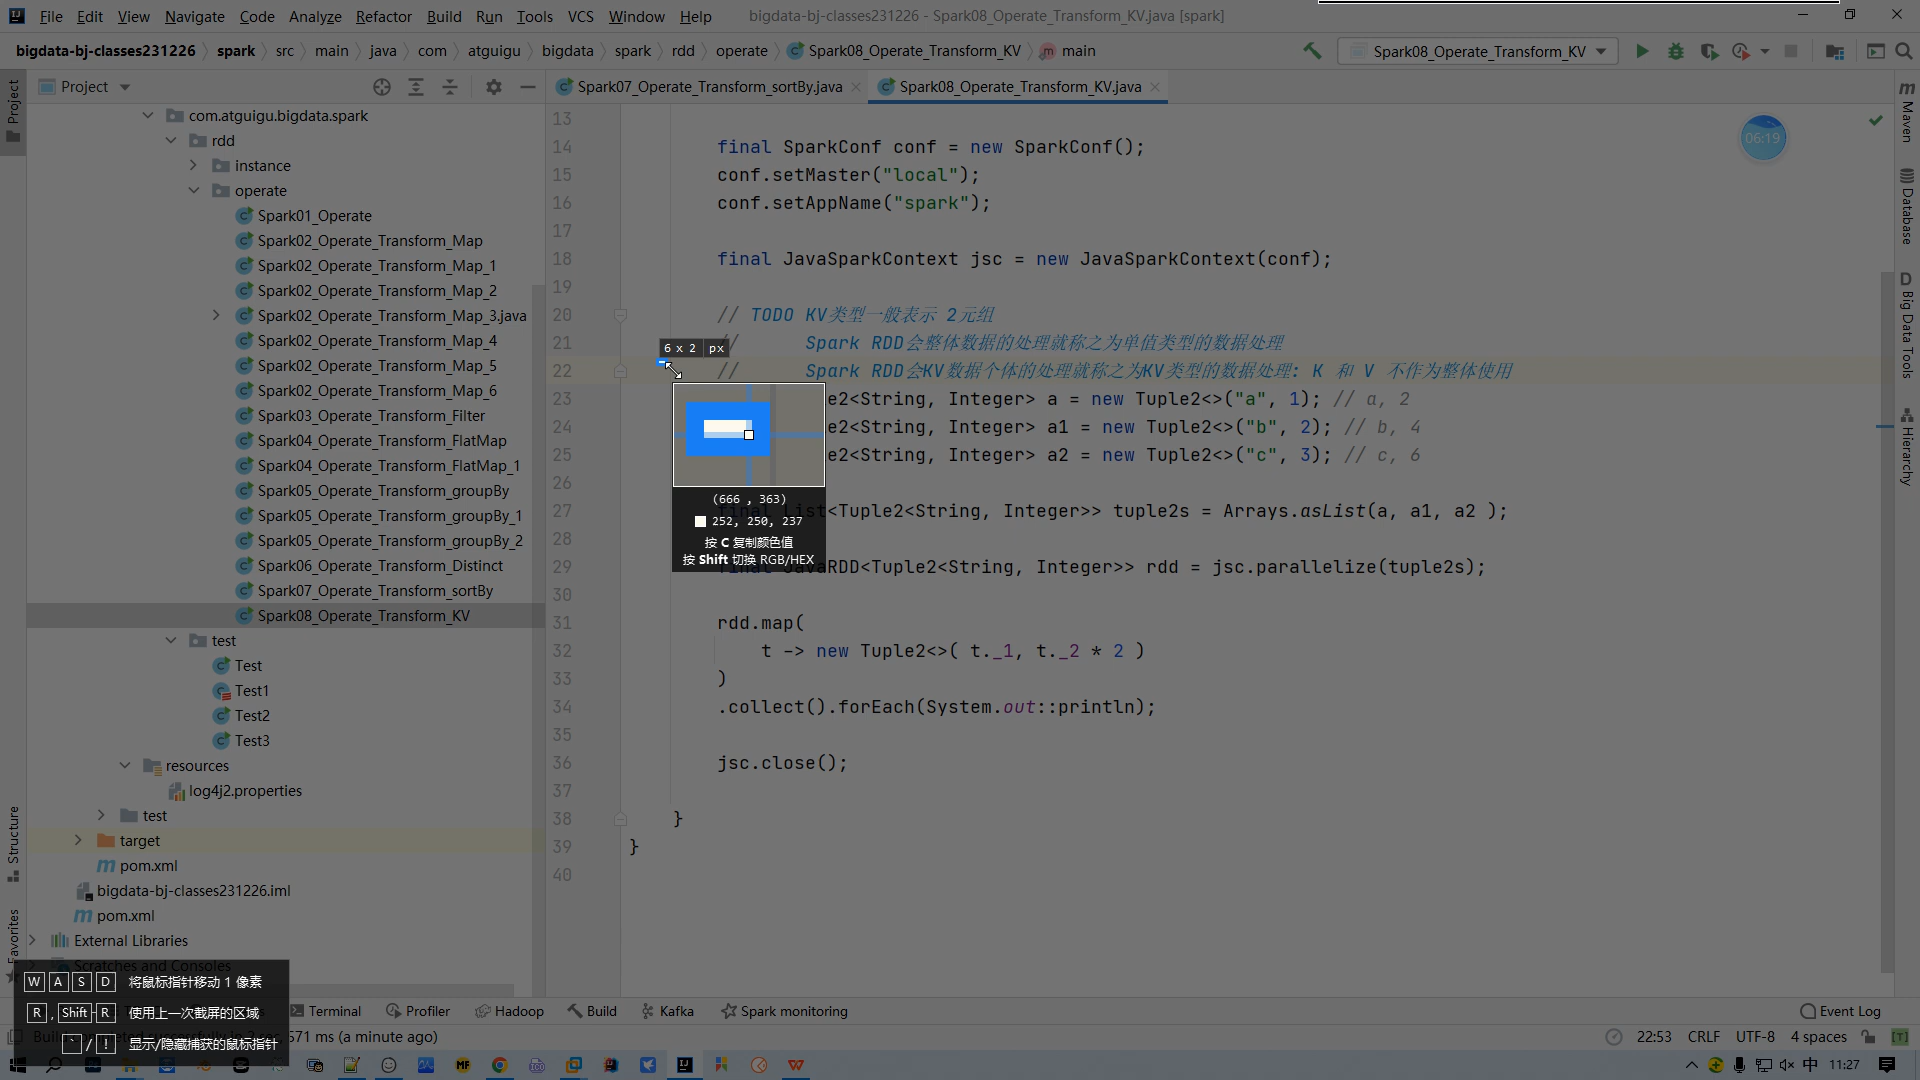 File Edit View Navigate Code Analyze Refactor Build Run Tools VCS Window Help bigdata-bj-classes231226 - Spark08_Operate_Transform_KV.java [spark]
bigdata-bj-classes231226 spark src main java com atguigu bigdata spark rdd operate Spark08_Operate_Transform_KV main Spark08_Operate_Transform_KV
Project
Spark07_Operate_Transform_sortBy.java Spark08_Operate_Transform_KV.java
com.atguigu.bigdata.spark
rdd
instance
operate
Spark01_Operate
Spark02_Operate_Transform_Map
Spark02_Operate_Transform_Map_1
Spark02_Operate_Transform_Map_2
Spark02_Operate_Transform_Map_3.java
Spark02_Operate_Transform_Map_4
Spark02_Operate_Transform_Map_5
Spark02_Operate_Transform_Map_6
Spark03_Operate_Transform_Filter
Spark04_Operate_Transform_FlatMap
Spark04_Operate_Transform_FlatMap_1
Spark05_Operate_Transform_groupBy
Spark05_Operate_Transform_groupBy_1
Spark05_Operate_Transform_groupBy_2
Spark06_Operate_Transform_Distinct
Spark07_Operate_Transform_sortBy
Spark08_Operate_Transform_KV
test
Test
Test1
Test2
Test3
resources
log4j2.properties
test
target
pom.xml
bigdata-bj-classes231226.iml
pom.xml
External Libraries
Scratches and Consoles
Project
Structure
Favorites
13
14 final SparkConf conf = new SparkConf();
15 conf.setMaster("local");
16 conf.setAppName("spark");
17
18 final JavaSparkContext jsc = new JavaSparkContext(conf);
19
20 // TODO KV类型一般表示 2元组
21 // Spark RDD会整体数据的处理就称之为单值类型的数据处理
22 // Spark RDD会KV数据个体的处理就称之为KV类型的数据处理: K 和 V 不作为整体使用
23 e2<String, Integer> a = new Tuple2<>("a", 1); // a, 2
24 e2<String, Integer> a1 = new Tuple2<>("b", 2); // b, 4
25 e2<String, Integer> a2 = new Tuple2<>("c", 3); // c, 6
26
27 final List<Tuple2<String, Integer>> tuple2s = Arrays.asList(a, a1, a2 );
28
29 final JavaRDD<Tuple2<String, Integer>> rdd = jsc.parallelize(tuple2s);
30
31 rdd.map(
32 t -> new Tuple2<>( t._1, t._2 * 2 )
33 )
34 .collect().forEach(System.out::println);
35
36 jsc.close();
37
38 }
39 }
40
6 x 2 px
(666 , 363)
252, 250, 237
按 C 复制颜色值
按 Shift 切换 RGB/HEX
06:19
Maven
Database
Big Data Tools
Hierarchy
W A S D 将鼠标指针移动 1 像素
R , Shift R 使用上一次截屏的区域
` / ! 显示/隐藏捕获的鼠标指针
Terminal Profiler Hadoop Build Kafka Spark monitoring Event Log
571 ms (a minute ago) 22:53 CRLF UTF-8 4 spaces
中 11:27